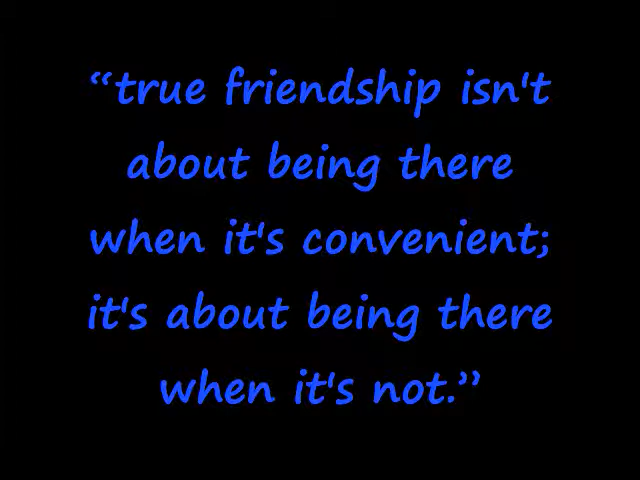 “true friendship isn't
about being there
when it's convenient;
it's about being there
when it's not.”